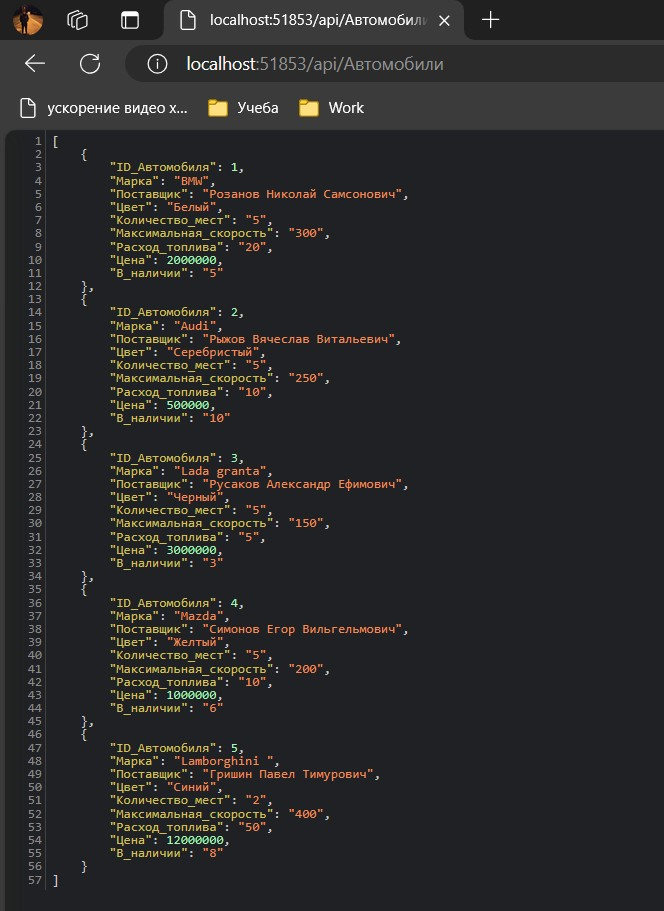 localhost:51853/api/Автомобили
localhost:51853/api/Автомобили
ускорение видео х...
Учеба
Work
1 [
2 {
3 "ID_Автомобиля": 1,
4 "Марка": "BMW",
5 "Поставщик": "Розанов Николай Самсонович",
6 "Цвет": "Белый",
7 "Количество_мест": "5",
8 "Максимальная_скорость": "300",
9 "Расход_топлива": "20",
10 "Цена": 2000000,
11 "В_наличии": "5"
12 },
13 {
14 "ID_Автомобиля": 2,
15 "Марка": "Audi",
16 "Поставщик": "Рыжов Вячеслав Витальевич",
17 "Цвет": "Серебристый",
18 "Количество_мест": "5",
19 "Максимальная_скорость": "250",
20 "Расход_топлива": "10",
21 "Цена": 500000,
22 "В_наличии": "10"
23 },
24 {
25 "ID_Автомобиля": 3,
26 "Марка": "Lada granta",
27 "Поставщик": "Русаков Александр Ефимович",
28 "Цвет": "Черный",
29 "Количество_мест": "5",
30 "Максимальная_скорость": "150",
31 "Расход_топлива": "5",
32 "Цена": 3000000,
33 "В_наличии": "3"
34 },
35 {
36 "ID_Автомобиля": 4,
37 "Марка": "Mazda",
38 "Поставщик": "Симонов Егор Вильгельмович",
39 "Цвет": "Желтый",
40 "Количество_мест": "5",
41 "Максимальная_скорость": "200",
42 "Расход_топлива": "10",
43 "Цена": 1000000,
44 "В_наличии": "6"
45 },
46 {
47 "ID_Автомобиля": 5,
48 "Марка": "Lamborghini ",
49 "Поставщик": "Гришин Павел Тимурович",
50 "Цвет": "Синий",
51 "Количество_мест": "2",
52 "Максимальная_скорость": "400",
53 "Расход_топлива": "50",
54 "Цена": 12000000,
55 "В_наличии": "8"
56 }
57 ]